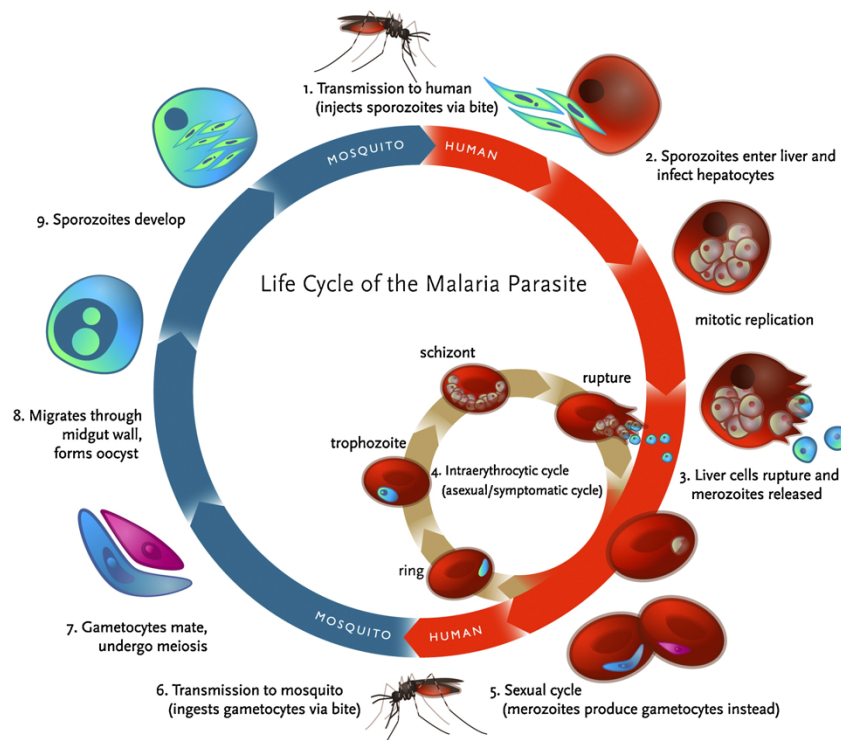 1. Transmission to human
(injects sporozoites via bite)
MOSQUITO
HUMAN
2. Sporozoites enter liver and
infect hepatocytes
9. Sporozoites develop
Life Cycle of the Malaria Parasite
mitotic replication
schizont
rupture
8. Migrates through
midgut wall,
forms oocyst
trophozoite
4. Intraerythrocytic cycle
(asexual/symptomatic cycle)
3. Liver cells rupture and
merozoites released
ring
7. Gametocytes mate,
undergo meiosis
MOSQUITO
HUMAN
6. Transmission to mosquito
(ingests gametocytes via bite)
5. Sexual cycle
(merozoites produce gametocytes instead)